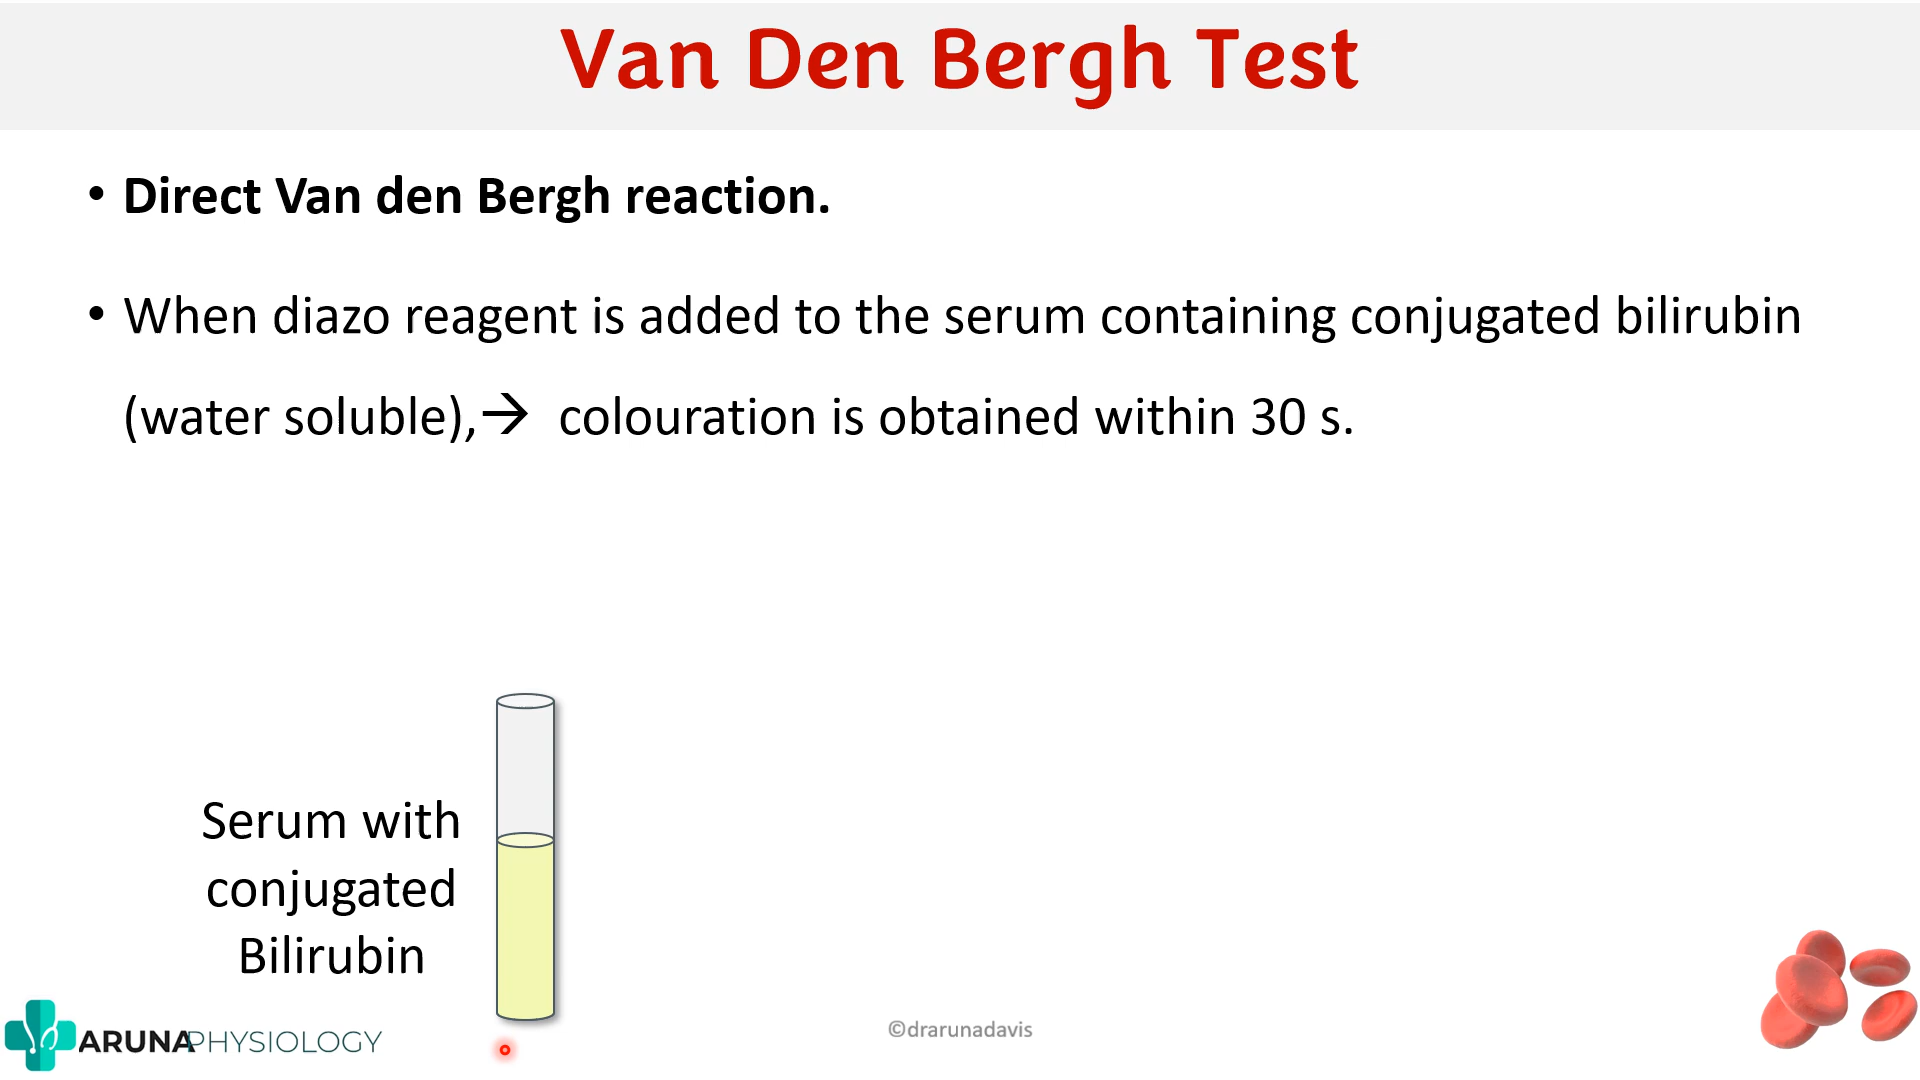 Van Den Bergh Test
• Direct Van den Bergh reaction.
• When diazo reagent is added to the serum containing conjugated bilirubin
(water soluble),→ colouration is obtained within 30 s.
Serum with
conjugated
Bilirubin
ARUNAPHYSIOLOGY
©drarunadavis